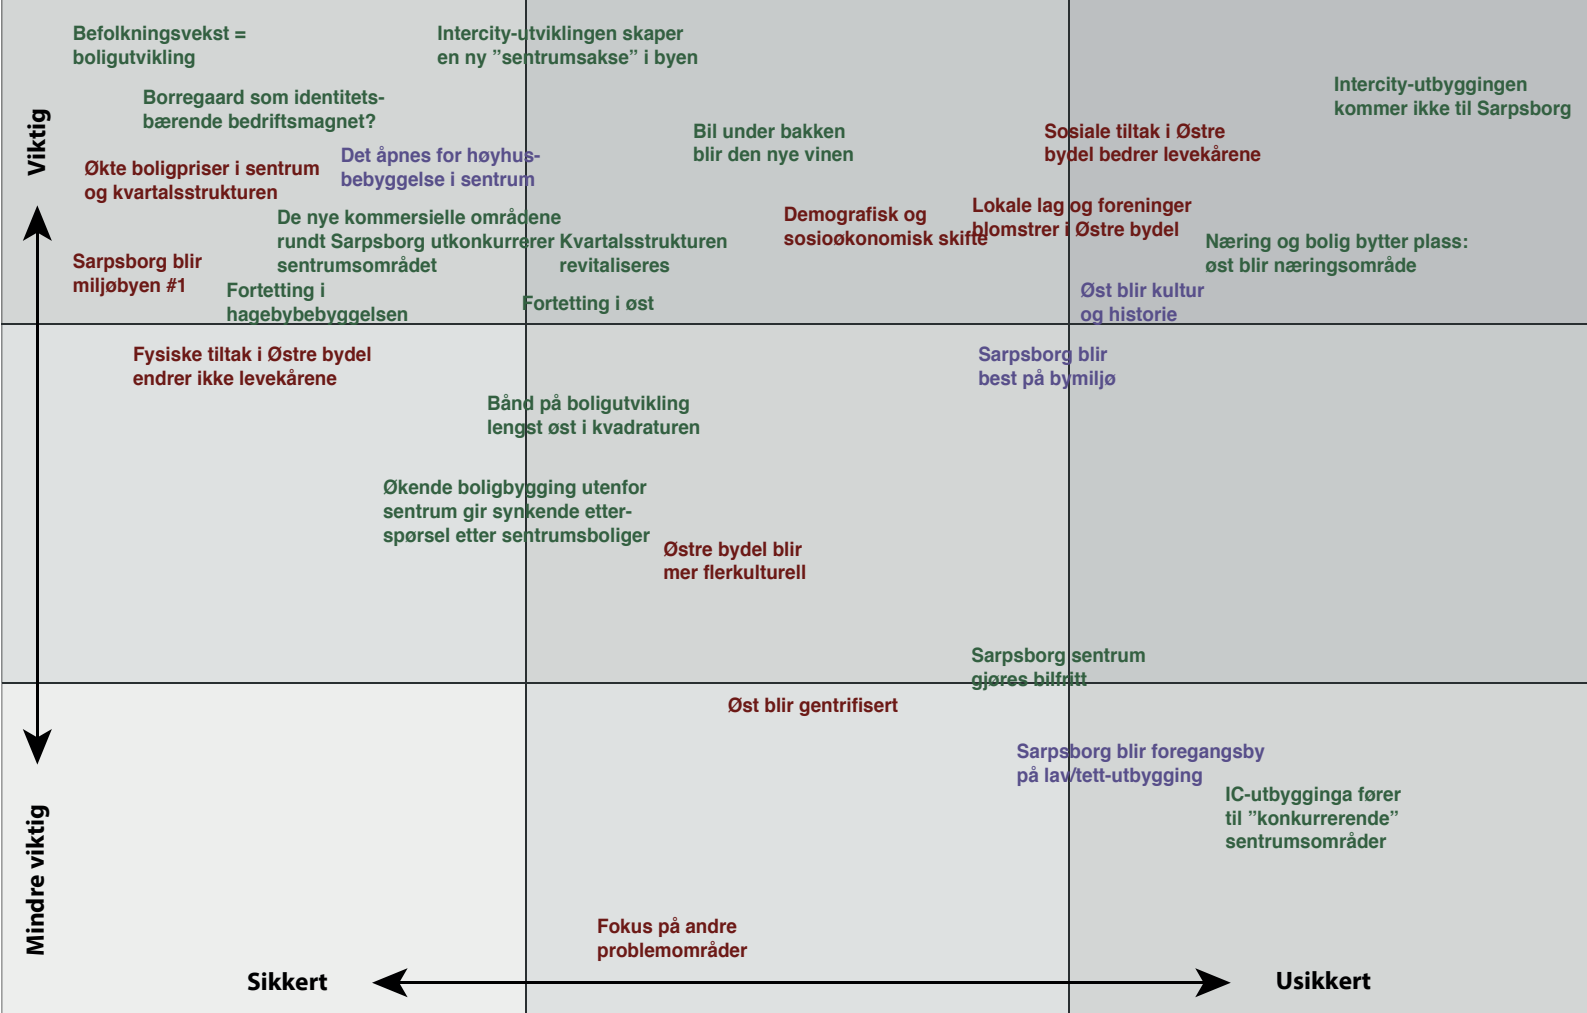 Befolkningsvekst =
boligutvikling
Intercity-utviklingen skaper
en ny ”sentrumsakse” i byen
Intercity-utbyggingen
kommer ikke til Sarpsborg
Borregaard som identitets-
bærende bedriftsmagnet?
Bil under bakken
blir den nye vinen
Sosiale tiltak i Østre
bydel bedrer levekårene
Viktig
Økte boligpriser i sentrum
og kvartalsstrukturen
Det åpnes for høyhus-
bebyggelse i sentrum
De nye kommersielle områdene
rundt Sarpsborg utkonkurrerer
sentrumsområdet
Kvartalsstrukturen
revitaliseres
Demografisk og
sosioøkonomisk skifte
Lokale lag og foreninger
blomstrer i Østre bydel
Næring og bolig bytter plass:
øst blir næringsområde
Sarpsborg blir
miljøbyen #1
Fortetting i
hagebybebyggelsen
Fortetting i øst
Øst blir kultur
og historie
Fysiske tiltak i Østre bydel
endrer ikke levekårene
Sarpsborg blir
best på bymiljø
Bånd på boligutvikling
lengst øst i kvadraturen
Økende boligbygging utenfor
sentrum gir synkende etter-
spørsel etter sentrumsboliger
Østre bydel blir
mer flerkulturell
Sarpsborg sentrum
gjøres bilfritt
Øst blir gentrifisert
Sarpsborg blir foregangsby
på lav/tett-utbygging
IC-utbygginga fører
til ”konkurrerende”
sentrumsområder
Mindre viktig
Fokus på andre
problemområder
Sikkert
Usikkert